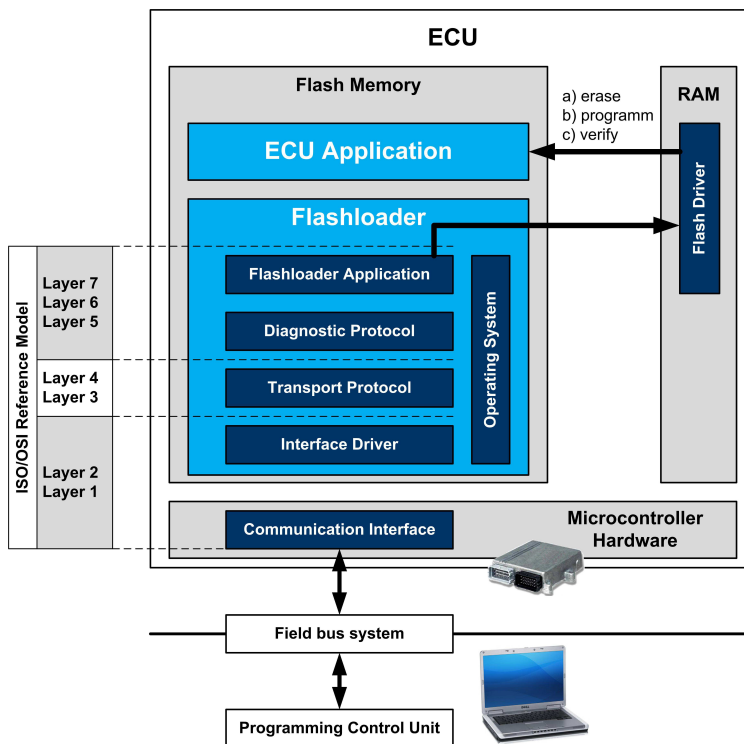 ECU
Flash Memory
RAM
a) erase
b) programm
c) verify
ECU Application
Flash Driver
Flashloader
Flashloader Application
Diagnostic Protocol
Transport Protocol
Interface Driver
Operating System
ISO/OSI Reference Model
Layer 7
Layer 6
Layer 5
Layer 4
Layer 3
Layer 2
Layer 1
Communication Interface
Microcontroller
Hardware
Field bus system
Programming Control Unit